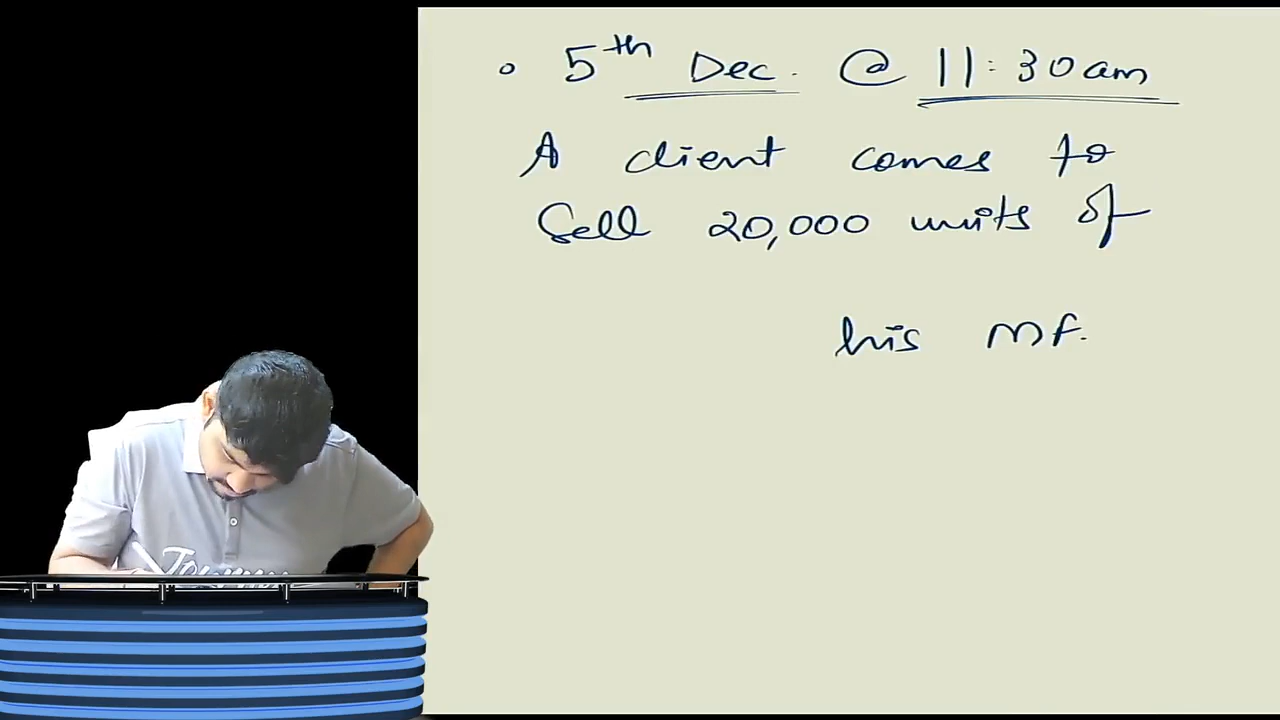 • 5th Dec. @ 11:30am
A client comes to
Sell 20,000 units of
his MF.